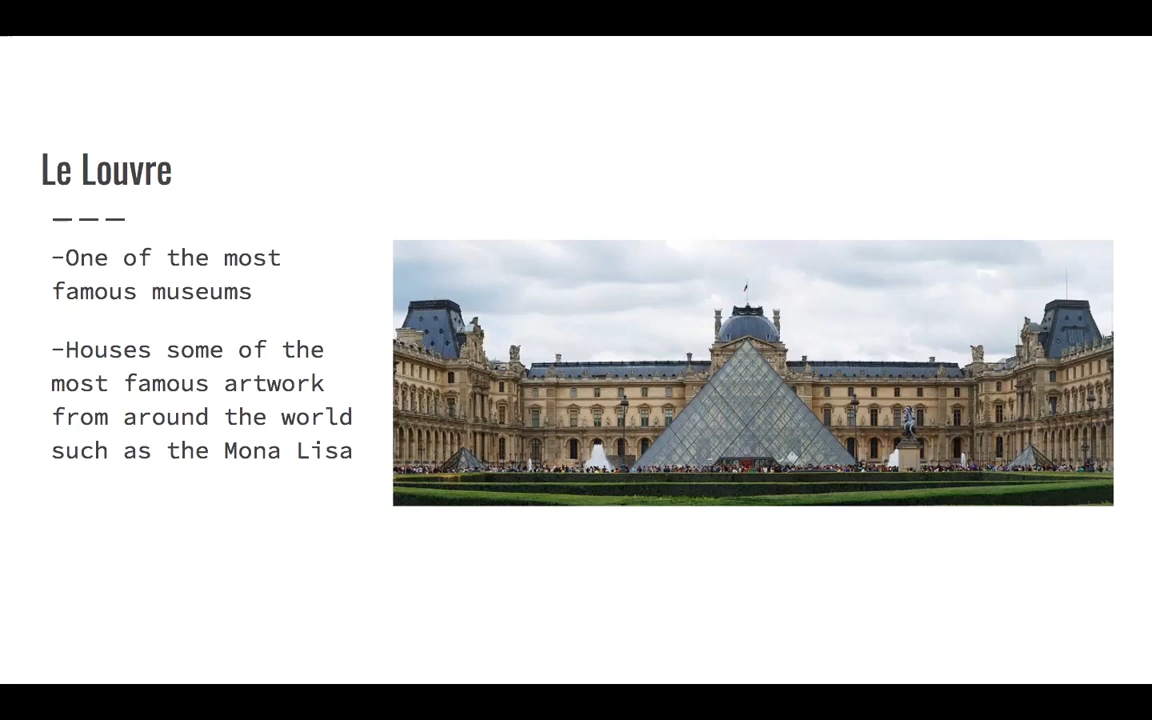 Le Louvre
-One of the most
famous museums
-Houses some of the
most famous artwork
from around the world
such as the Mona Lisa